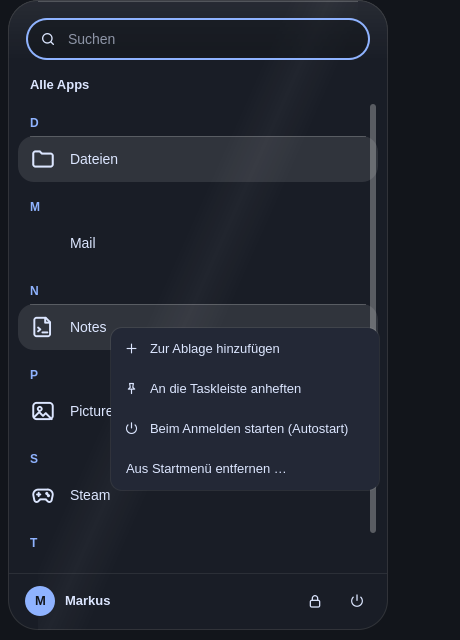 Suchen
Alle Apps
D
Dateien
M
Mail
N
Notes
Zur Ablage hinzufügen
An die Taskleiste anheften
P
Picture
Beim Anmelden starten (Autostart)
S
Aus Startmenü entfernen …
Steam
T
M
Markus